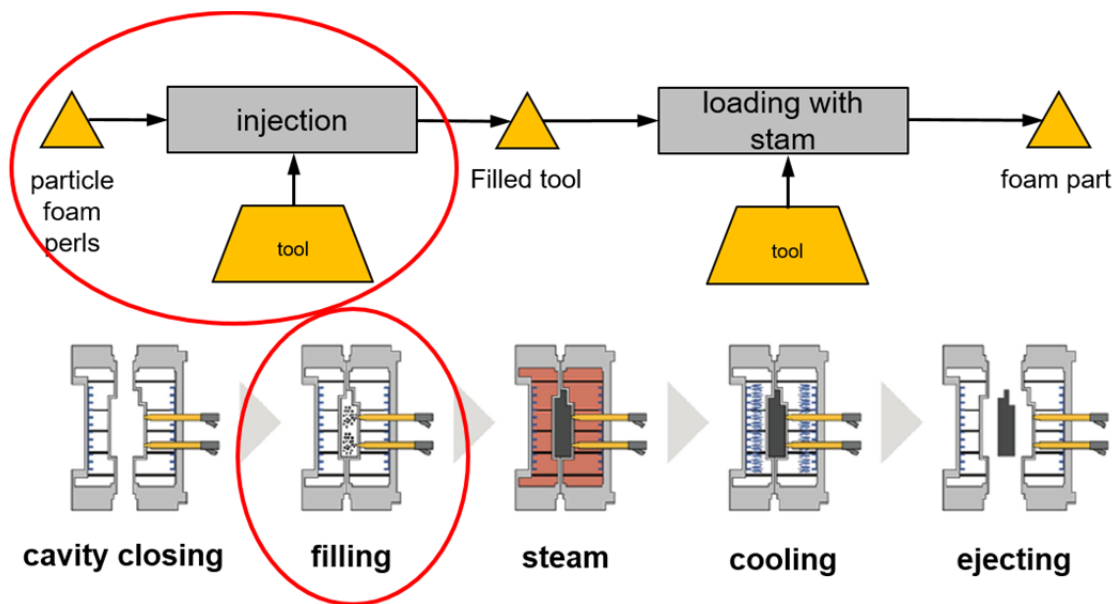 injection
loading with
stam
particle
foam
perls
Filled tool
foam part
tool
tool
cavity closing
filling
steam
cooling
ejecting